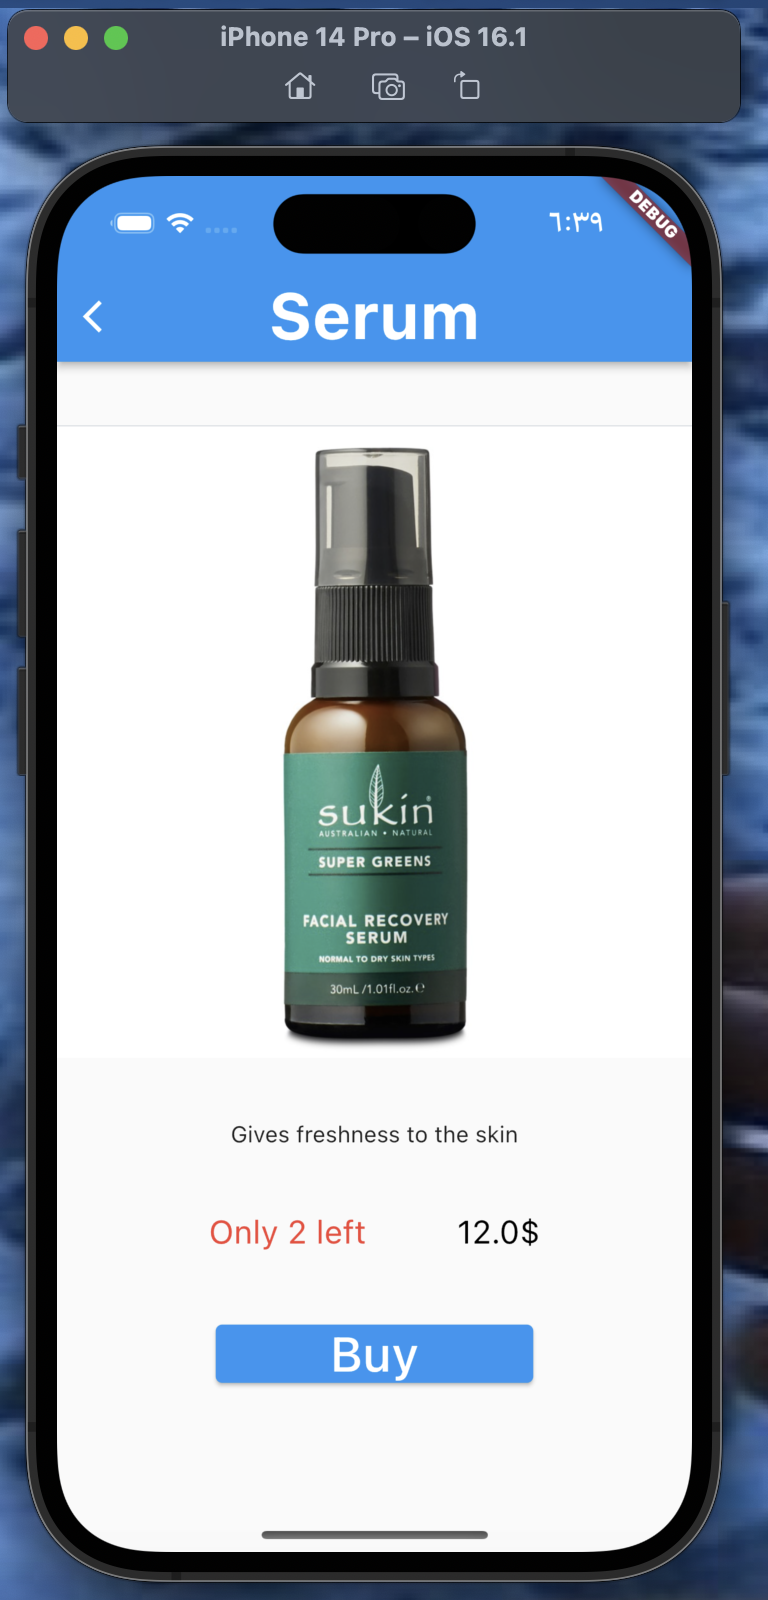 iPhone 14 Pro – iOS 16.1
٦:٣٩
DEBUG
Serum
sukin®
AUSTRALIAN • NATURAL
SUPER GREENS
FACIAL RECOVERY
SERUM
NORMAL TO DRY SKIN TYPES
30mL /1.01fl.oz.℮
Gives freshness to the skin
Only 2 left 12.0$
Buy